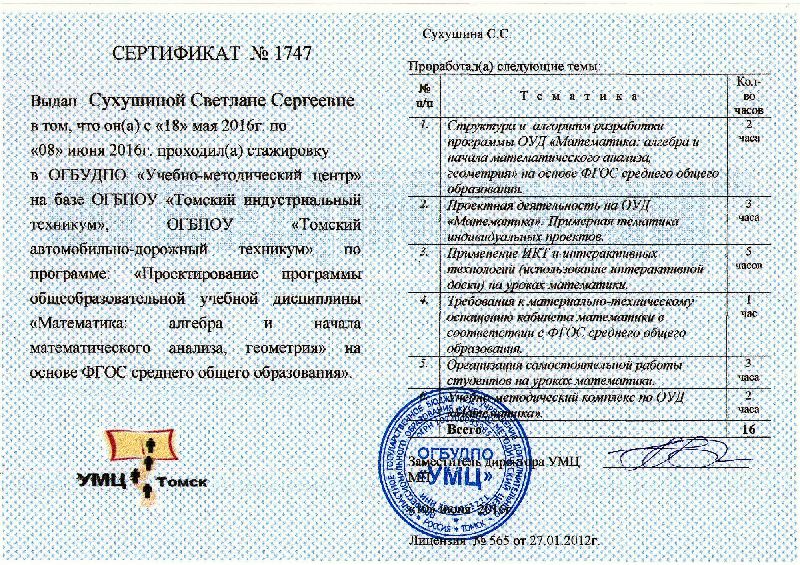 СЕРТИФИКАТ № 1747
Выдан Сухушиной Светлане Сергеевне
в том, что он(а) с «18» мая 2016г. по
«08» июня 2016г. проходил(а) стажировку
в ОГБУДПО «Учебно-методический центр»
на базе ОГБПОУ «Томский индустриальный
техникум», ОГБПОУ «Томский
автомобильно-дорожный техникум» по
программе: «Проектирование программы
общеобразовательной учебной дисциплины
«Математика: алгебра и начала
математического анализа, геометрия» на
основе ФГОС среднего общего образования».
УМЦ Томск
Сухушина С.С.
Проработал(а) следующие темы:
№ п/п Тематика Кол-во часов
1. Структура и алгоритм разработки 2
программы ОУД «Математика: алгебра и часа
начала математического анализа,
геометрия» на основе ФГОС среднего общего
образования.
2. Проектная деятельность по ОУД 3
«Математика». Примерная тематика часа
индивидуальных проектов.
3. Применение ИКТ и интерактивных 5
технологий (использование интерактивной часов
доски) на уроках математики.
4. Требования к материально-техническому 1
оснащению кабинета математики в час
соответствии с ФГОС среднего общего
образования.
5. Организация самостоятельной работы 3
студентов на уроках математики. часа
Учебно-методический комплекс по ОУД 2
«Математика». часа
Всего 16
Заместитель директора УМЦ
МП
ОГБУДПО
"УМЦ"
РОССИЯ ТОМСК
июня 2016г.
Лицензия № 565 от 27.01.2012г.